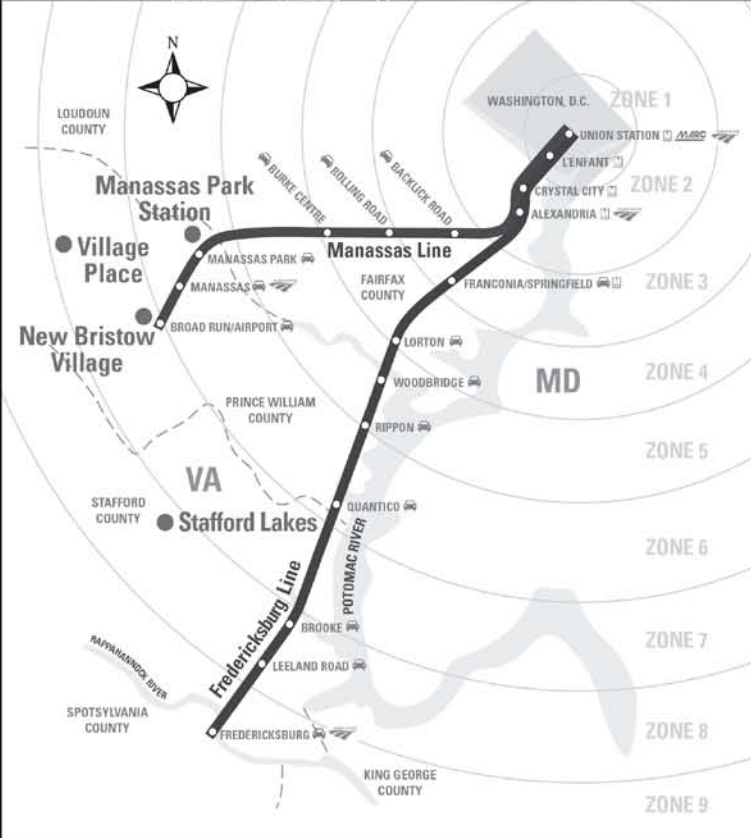 N
WASHINGTON, D.C.
ZONE 1
UNION STATION M MARC
L'ENFANT M
ZONE 2
CRYSTAL CITY M
ALEXANDRIA M
LOUDOUN
COUNTY
BURKE CENTRE
ROLLING ROAD
BACKLICK ROAD
Manassas Park
Station
Village
Place
Manassas Line
MANASSAS PARK
MANASSAS
FAIRFAX
COUNTY
FRANCONIA/SPRINGFIELD M
ZONE 3
New Bristow
Village
BROAD RUN/AIRPORT
LORTON
WOODBRIDGE
MD
ZONE 4
PRINCE WILLIAM
COUNTY
RIPPON
ZONE 5
VA
STAFFORD
COUNTY
Stafford Lakes
QUANTICO
POTOMAC RIVER
ZONE 6
Fredericksburg Line
BROOKE
ZONE 7
LEELAND ROAD
RAPPAHANNOCK RIVER
SPOTSYLVANIA
COUNTY
FREDERICKSBURG
ZONE 8
KING GEORGE
COUNTY
ZONE 9